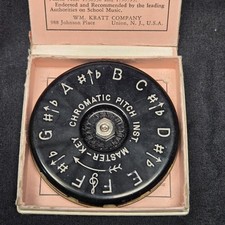 Endorsed and Recommended by the leading
Authorities on School Music.
WM. KRATT COMPANY
988 Johnson Place Union, N. J., U.S.A.
A ♯↑♭ B C ♯↑♭ D ♯↑♭ E F ♯↑♭ G ♯↑♭
CHROMATIC PITCH INST.
MASTER-KEY